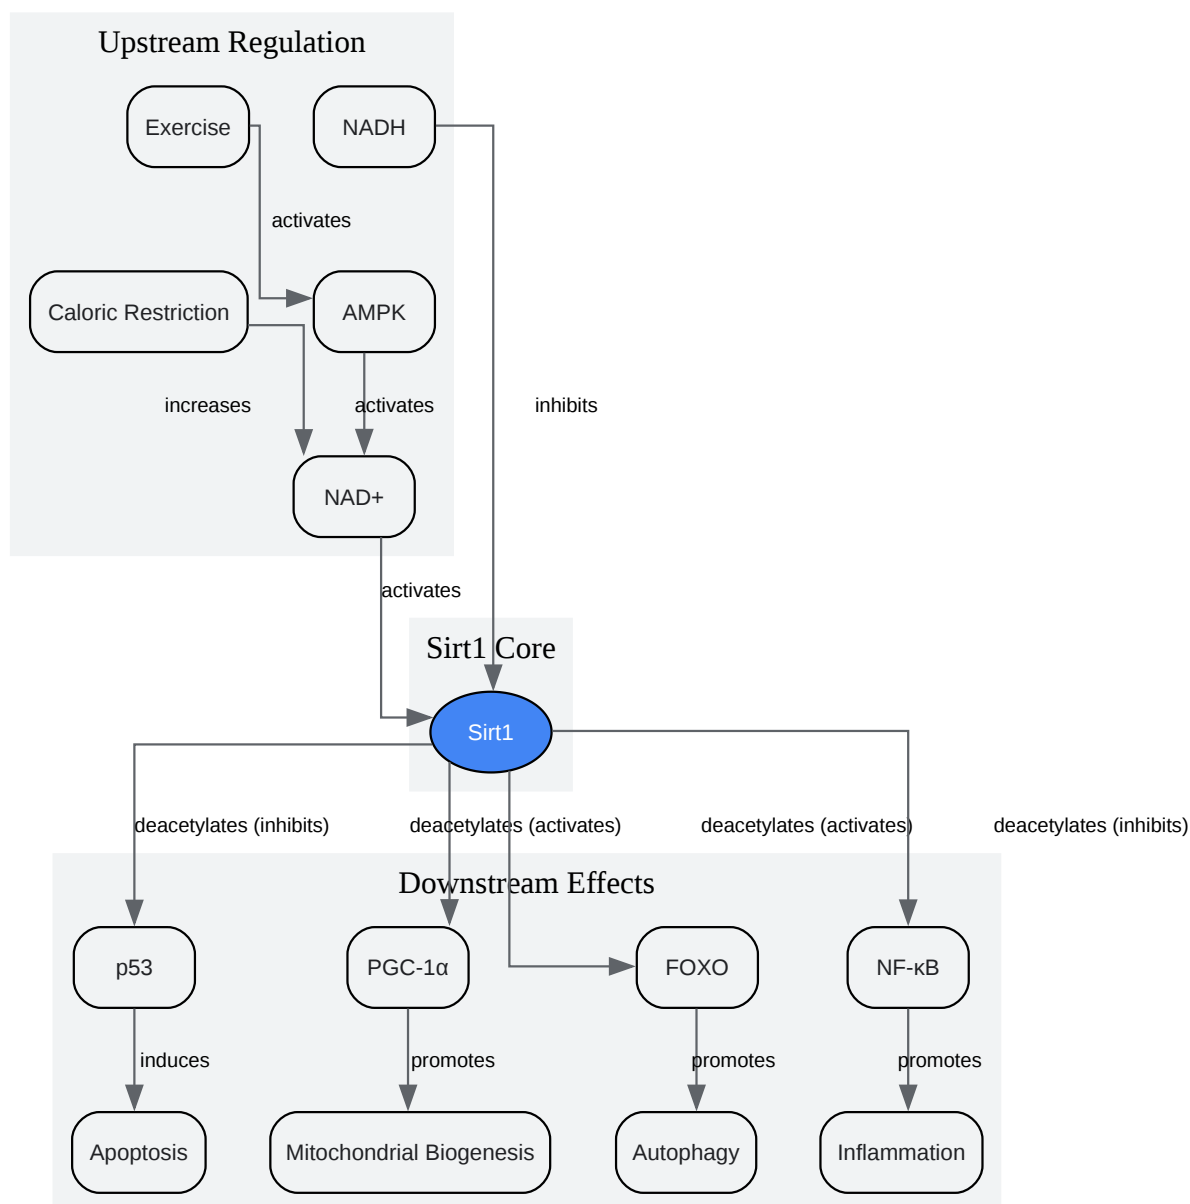 Upstream Regulation
Exercise
NADH
activates
Caloric Restriction
AMPK
increases
activates
inhibits
NAD+
activates
Sirt1 Core
Sirt1
deacetylates (inhibits)
deacetylates (activates)
deacetylates (activates)
deacetylates (inhibits)
Downstream Effects
p53
PGC-1α
FOXO
NF-κB
induces
promotes
promotes
promotes
Apoptosis
Mitochondrial Biogenesis
Autophagy
Inflammation